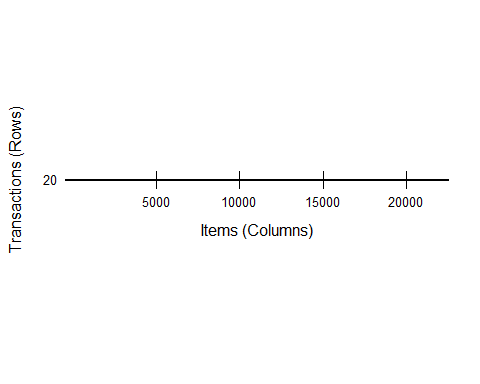 Transactions (Rows)
20
5000 10000 15000 20000
Items (Columns)